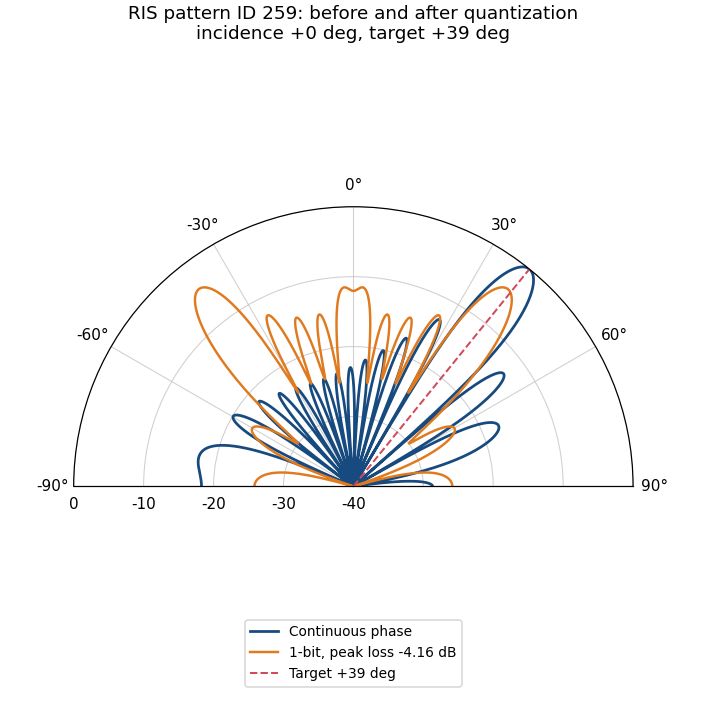 RIS pattern ID 259: before and after quantization
incidence +0 deg, target +39 deg
0°
-30°
30°
-60°
60°
-90°
90°
0
-10
-20
-30
-40
Continuous phase
1-bit, peak loss -4.16 dB
Target +39 deg